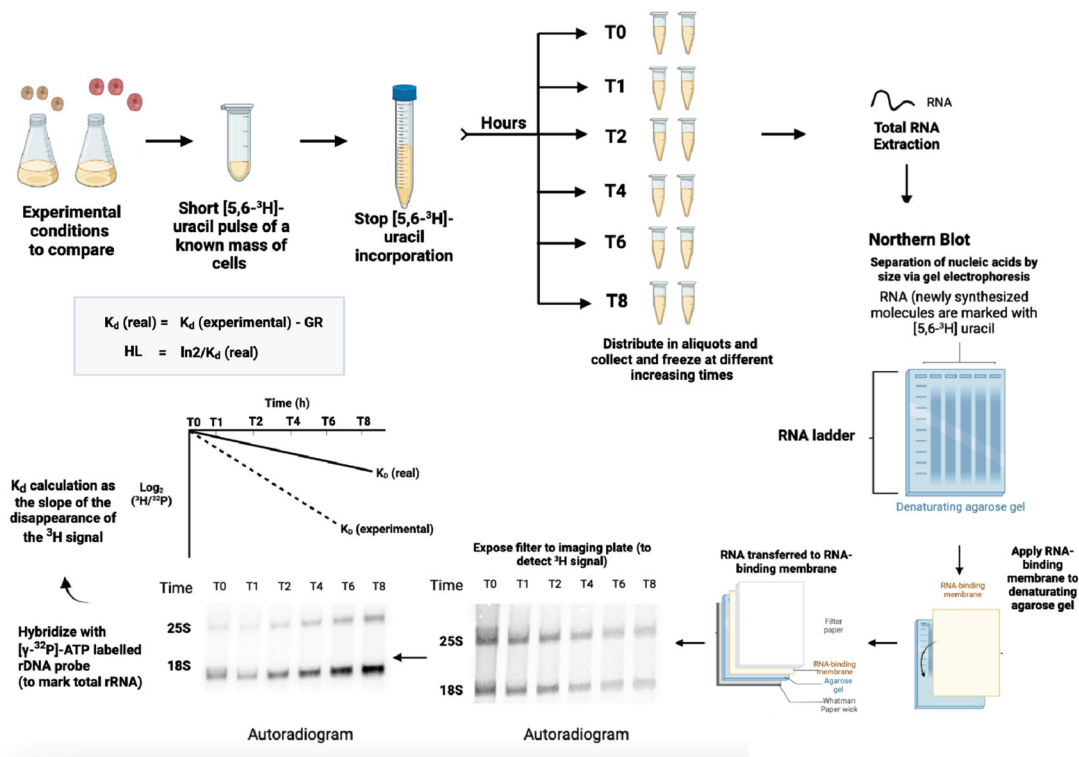 Experimental
conditions
to compare
Short [5,6-³H]-
uracil pulse of a
known mass of
cells
Stop [5,6-³H]-
uracil
incorporation
Hours
T0
T1
T2
T4
T6
T8
Distribute in aliquots and
collect and freeze at different
increasing times
RNA
Total RNA
Extraction
Northern Blot
Separation of nucleic acids by
size via gel electrophoresis
RNA (newly synthesized
molecules are marked with
[5,6-³H] uracil
RNA ladder
Denaturating agarose gel
Apply RNA-
binding
membrane to
denaturating
agarose gel
RNA-binding
membrane
RNA transferred to RNA-
binding membrane
Filter
paper
RNA-binding
membrane
Agarose
gel
Whatman
Paper wick
Expose filter to imaging plate (to
detect ³H signal)
Time T0 T1 T2 T4 T6 T8
25S
18S
Autoradiogram
Time T0 T1 T2 T4 T6 T8
25S
18S
Autoradiogram
Hybridize with
[γ-³²P]-ATP labelled
rDNA probe
(to mark total rRNA)
K_d calculation as
the slope of the
disappearance of
the ³H signal
Time (h)
T0 T1 T2 T4 T6 T8
Log₂
(³H/³²P)
K_D (real)
K_D (experimental)
K_d (real) = K_d (experimental) - GR
HL = ln2/K_d (real)